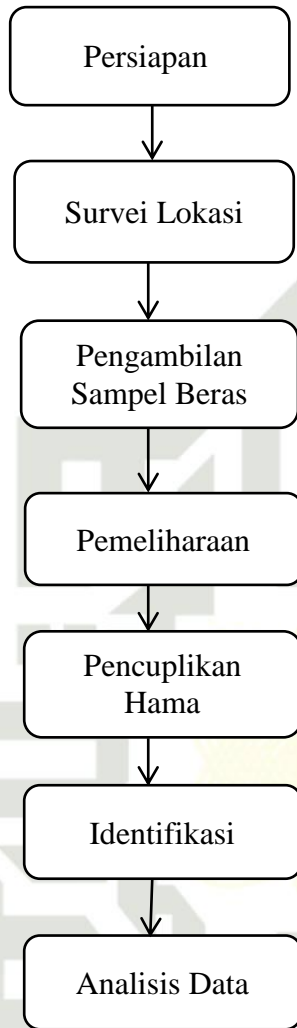 Persiapan
Survei Lokasi
Pengambilan
Sampel Beras
Pemeliharaan
Pencuplikan
Hama
Identifikasi
Analisis Data